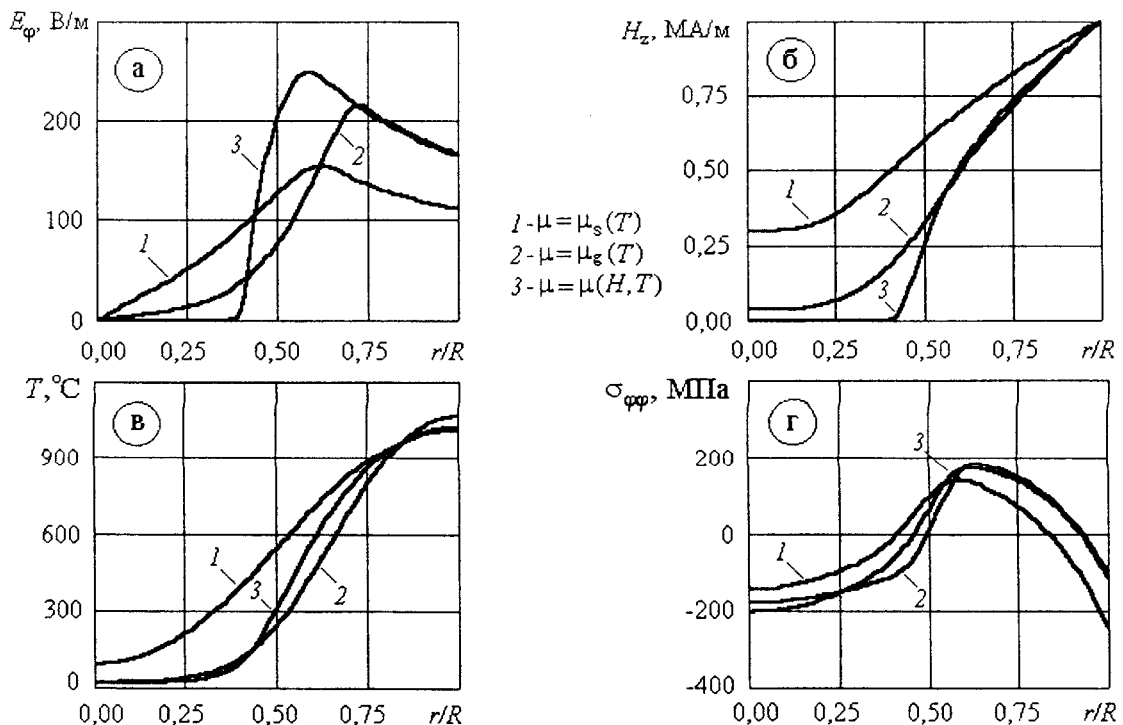 E_φ, В/м
а
200
100
0
3
2
1
0,00 0,25 0,50 0,75 r/R
H_z, МА/м
б
0,75
0,50
0,25
0,00
1
2
3
0,00 0,25 0,50 0,75 r/R
1 - μ = μ_s(T)
2 - μ = μ_g(T)
3 - μ = μ(H,T)
T, °C
в
900
600
300
0
1
3
2
0,00 0,25 0,50 0,75 r/R
σ_φφ, МПа
г
200
0
-200
-400
3
1
2
0,00 0,25 0,50 0,75 r/R